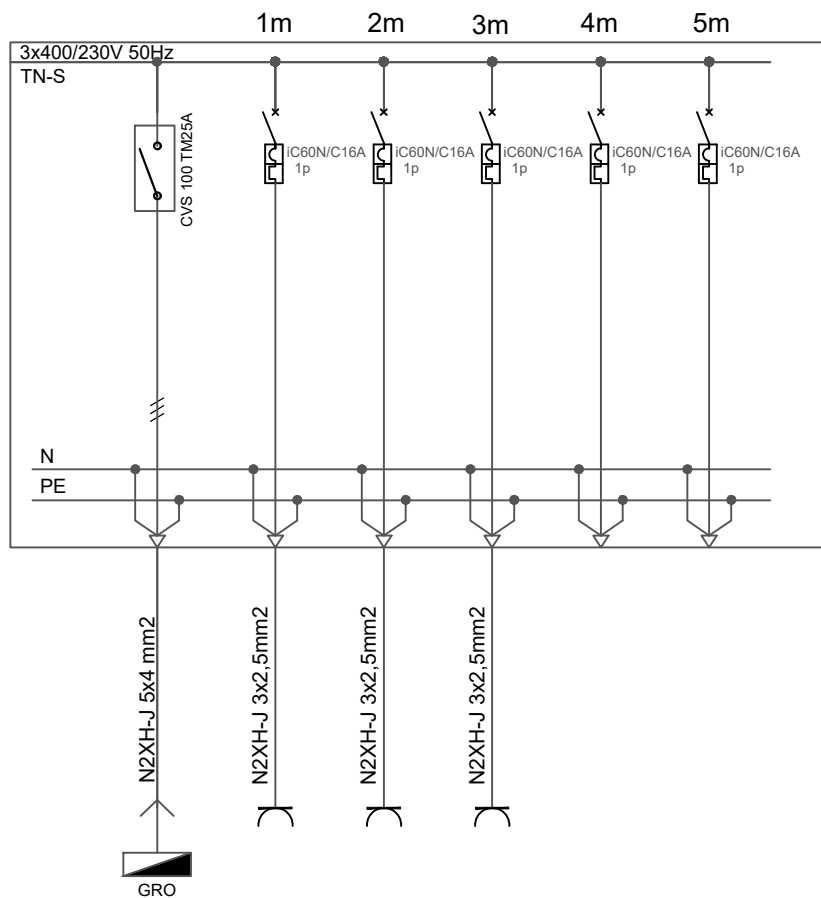 1m
2m
3m
4m
5m
3x400/230V 50Hz
TN-S
CVS 100 TM25A
iC60N/C16A
1p
iC60N/C16A
1p
iC60N/C16A
1p
iC60N/C16A
1p
iC60N/C16A
1p
N
PE
N2XH-J 5x4 mm2
N2XH-J 3x2,5mm2
N2XH-J 3x2,5mm2
N2XH-J 3x2,5mm2
GRO